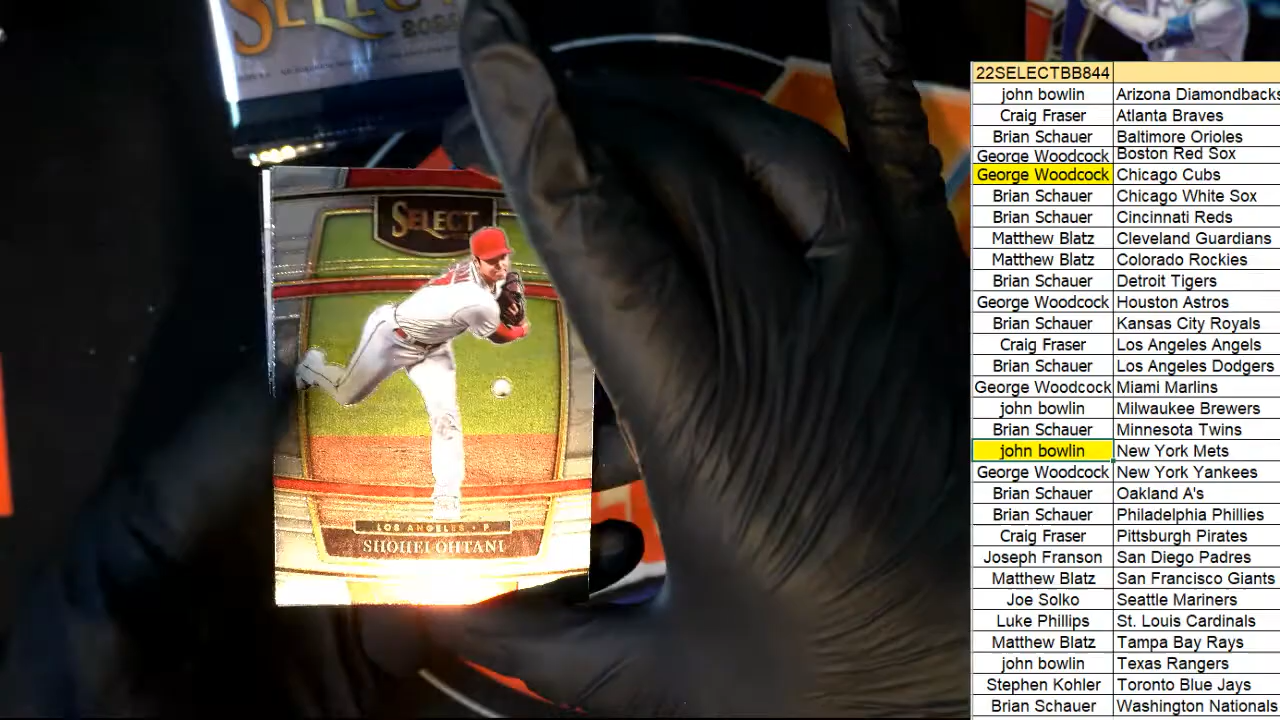 SELECT
202
SELECT
LOS ANGELES · P
SHOHEI OHTANI
22SELECTBB844
john bowlin Arizona Diamondbacks
Craig Fraser Atlanta Braves
Brian Schauer Baltimore Orioles
George Woodcock Boston Red Sox
George Woodcock Chicago Cubs
Brian Schauer Chicago White Sox
Brian Schauer Cincinnati Reds
Matthew Blatz Cleveland Guardians
Matthew Blatz Colorado Rockies
Brian Schauer Detroit Tigers
George Woodcock Houston Astros
Brian Schauer Kansas City Royals
Craig Fraser Los Angeles Angels
Brian Schauer Los Angeles Dodgers
George Woodcock Miami Marlins
john bowlin Milwaukee Brewers
Brian Schauer Minnesota Twins
john bowlin New York Mets
George Woodcock New York Yankees
Brian Schauer Oakland A's
Brian Schauer Philadelphia Phillies
Craig Fraser Pittsburgh Pirates
Joseph Franson San Diego Padres
Matthew Blatz San Francisco Giants
Joe Solko Seattle Mariners
Luke Phillips St. Louis Cardinals
Matthew Blatz Tampa Bay Rays
john bowlin Texas Rangers
Stephen Kohler Toronto Blue Jays
Brian Schauer Washington Nationals